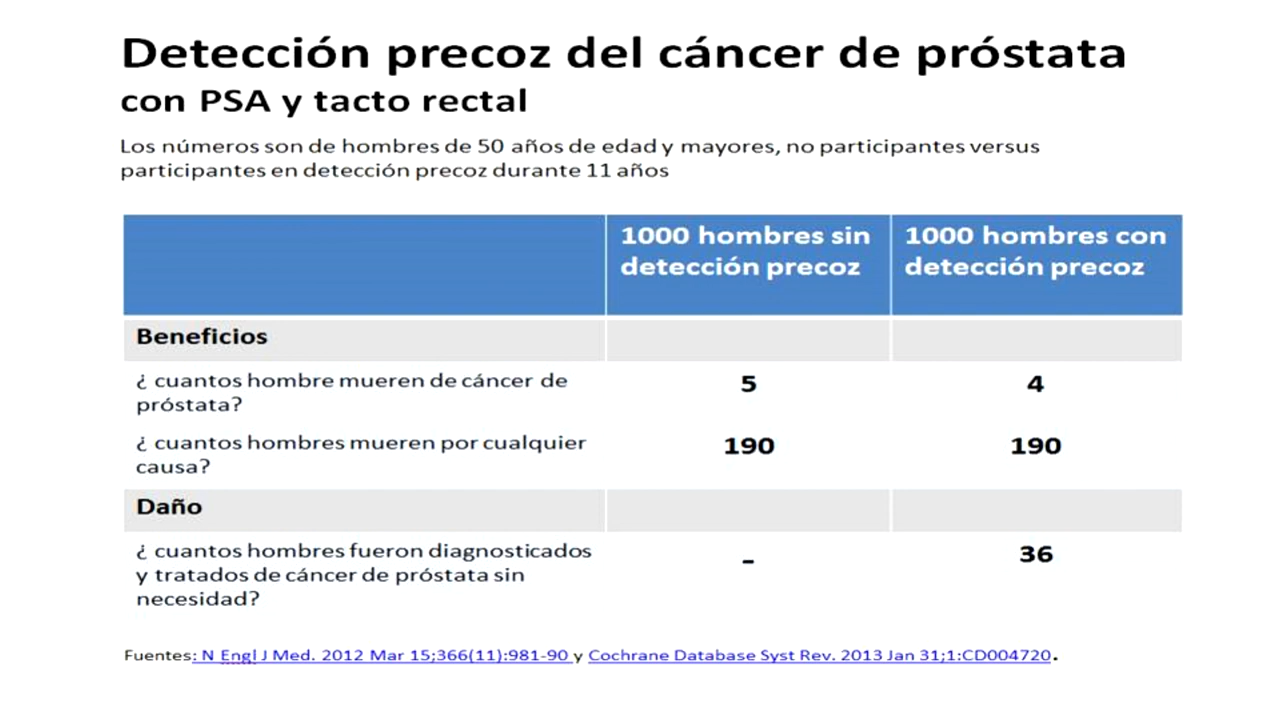 Detección precoz del cáncer de próstata
con PSA y tacto rectal
Los números son de hombres de 50 años de edad y mayores, no participantes versus
participantes en detección precoz durante 11 años
1000 hombres sin
detección precoz
1000 hombres con
detección precoz
Beneficios
¿ cuantos hombre mueren de cáncer de
próstata?
5
4
¿ cuantos hombres mueren por cualquier
causa?
190
190
Daño
¿ cuantos hombres fueron diagnosticados
y tratados de cáncer de próstata sin
necesidad?
-
36
Fuentes: N Engl J Med. 2012 Mar 15;366(11):981-90 y Cochrane Database Syst Rev. 2013 Jan 31;1:CD004720.